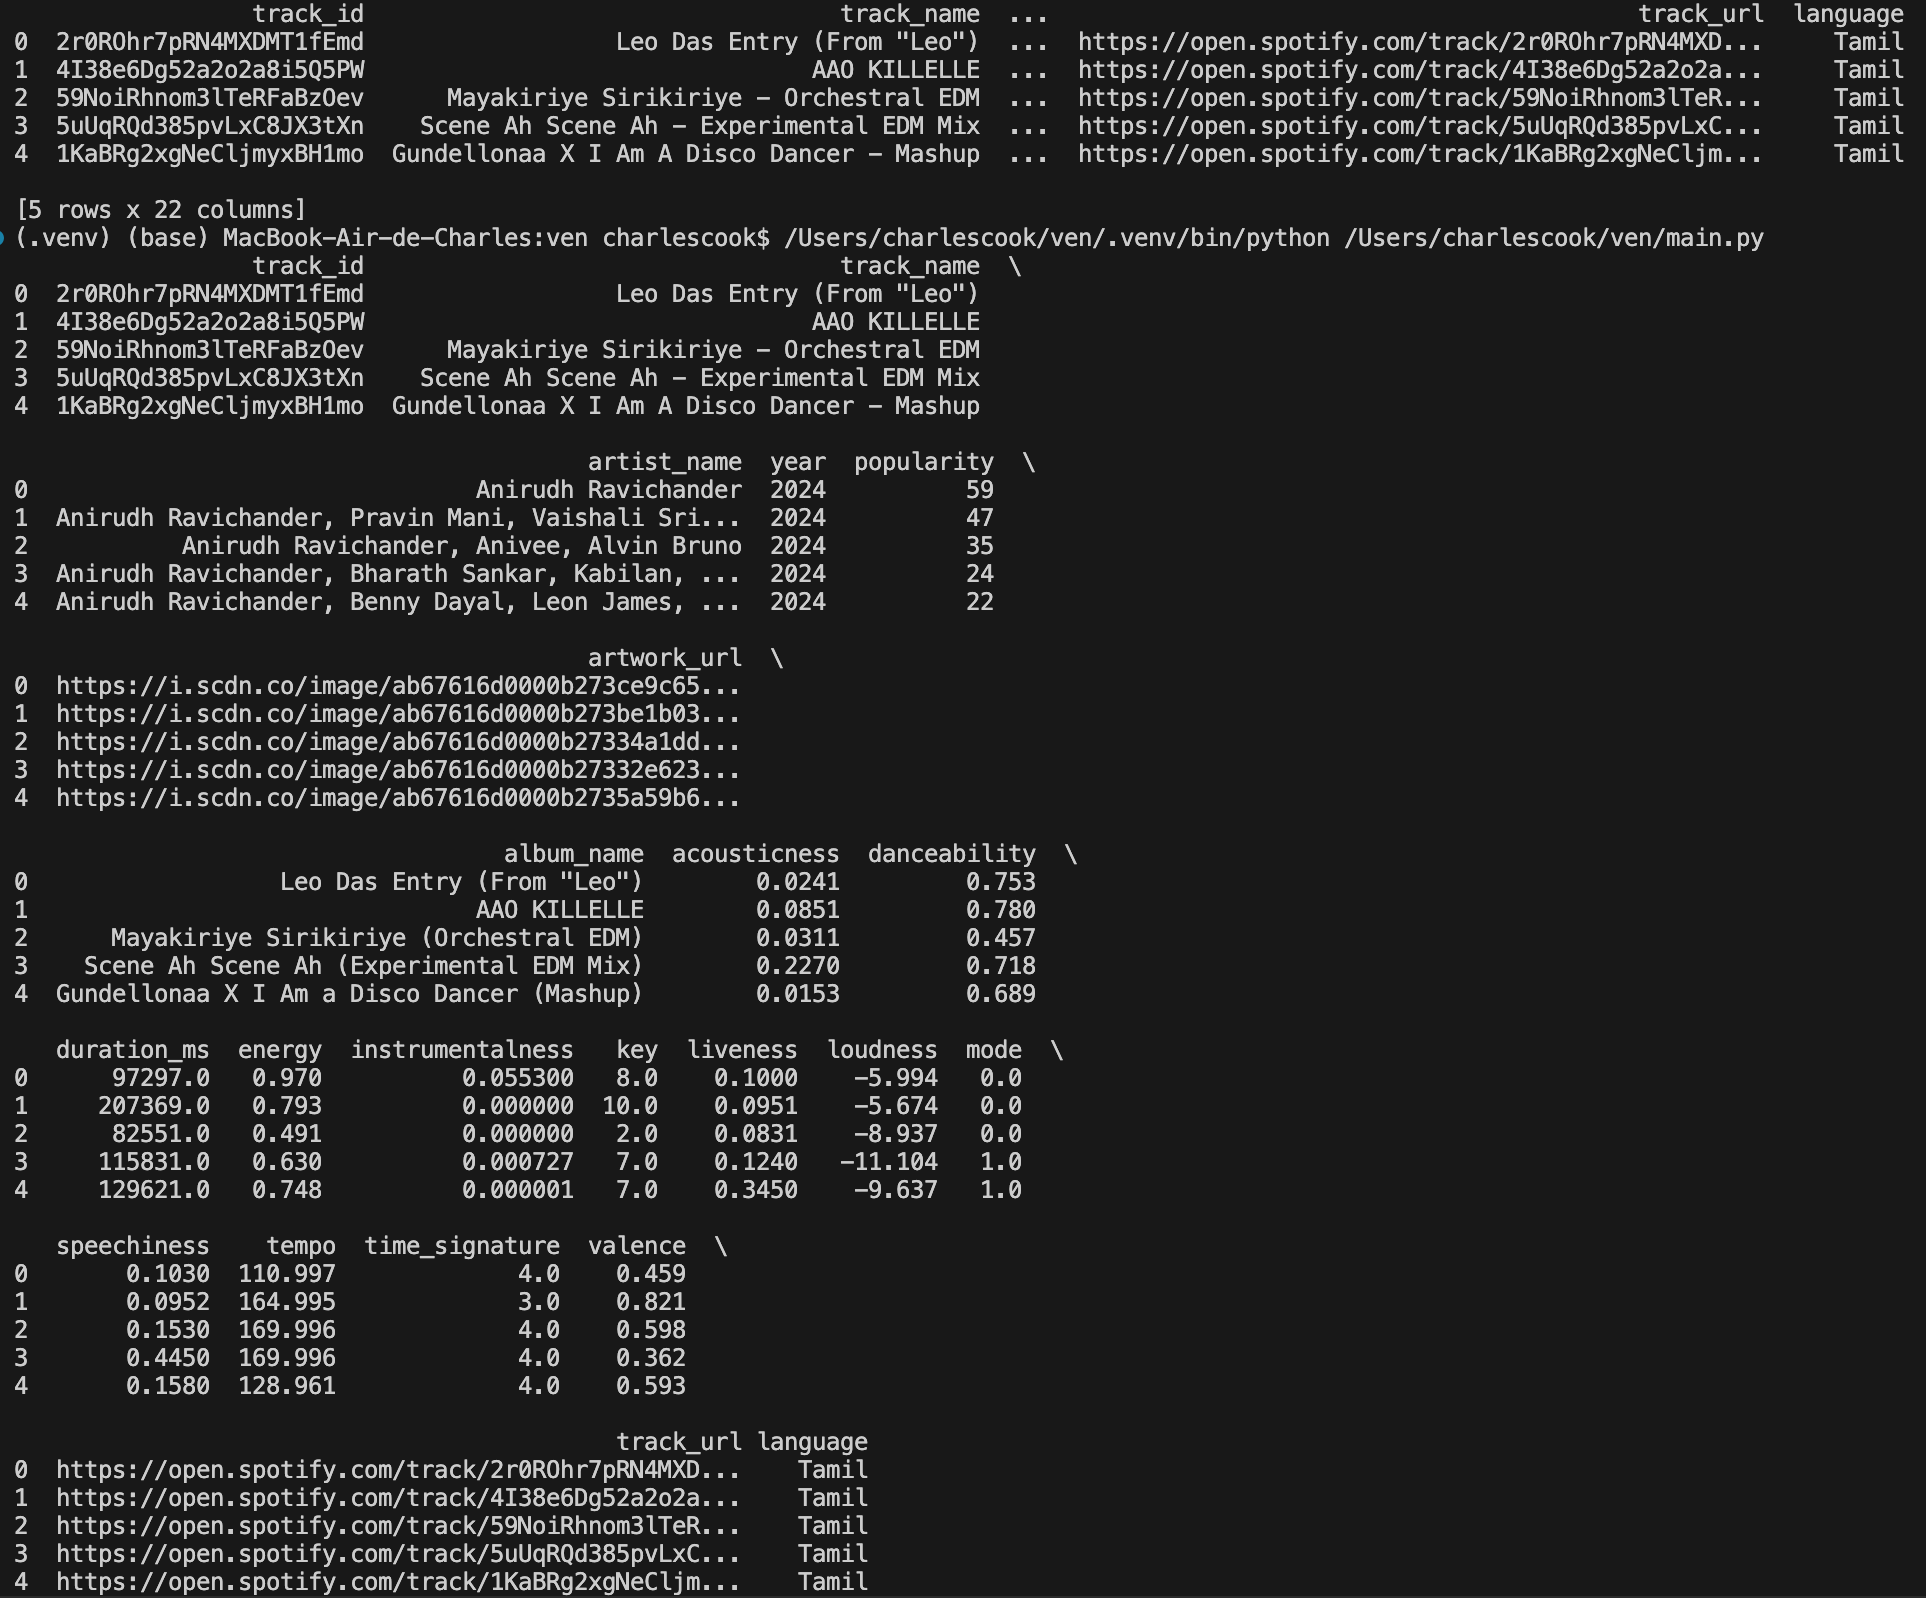 track_id track_name ... track_url language
0 2r0ROhr7pRN4MXDMT1fEmd Leo Das Entry (From "Leo") ... https://open.spotify.com/track/2r0ROhr7pRN4MXD... Tamil
1 4I38e6Dg52a2o2a8i5Q5PW AAO KILLELLE ... https://open.spotify.com/track/4I38e6Dg52a2o2a... Tamil
2 59NoiRhnom3lTeRFaBzOev Mayakiriye Sirikiriye - Orchestral EDM ... https://open.spotify.com/track/59NoiRhnom3lTeR... Tamil
3 5uUqRQd385pvLxC8JX3tXn Scene Ah Scene Ah - Experimental EDM Mix ... https://open.spotify.com/track/5uUqRQd385pvLxC... Tamil
4 1KaBRg2xgNeCljmyxBH1mo Gundellonaa X I Am A Disco Dancer - Mashup ... https://open.spotify.com/track/1KaBRg2xgNeCljm... Tamil
[5 rows x 22 columns]
(.venv) (base) MacBook-Air-de-Charles:ven charlescook$ /Users/charlescook/ven/.venv/bin/python /Users/charlescook/ven/main.py
track_id track_name \
0 2r0ROhr7pRN4MXDMT1fEmd Leo Das Entry (From "Leo")
1 4I38e6Dg52a2o2a8i5Q5PW AAO KILLELLE
2 59NoiRhnom3lTeRFaBzOev Mayakiriye Sirikiriye - Orchestral EDM
3 5uUqRQd385pvLxC8JX3tXn Scene Ah Scene Ah - Experimental EDM Mix
4 1KaBRg2xgNeCljmyxBH1mo Gundellonaa X I Am A Disco Dancer - Mashup
artist_name year popularity \
0 Anirudh Ravichander 2024 59
1 Anirudh Ravichander, Pravin Mani, Vaishali Sri... 2024 47
2 Anirudh Ravichander, Anivee, Alvin Bruno 2024 35
3 Anirudh Ravichander, Bharath Sankar, Kabilan, ... 2024 24
4 Anirudh Ravichander, Benny Dayal, Leon James, ... 2024 22
artwork_url \
0 https://i.scdn.co/image/ab67616d0000b273ce9c65...
1 https://i.scdn.co/image/ab67616d0000b273be1b03...
2 https://i.scdn.co/image/ab67616d0000b27334a1dd...
3 https://i.scdn.co/image/ab67616d0000b27332e623...
4 https://i.scdn.co/image/ab67616d0000b2735a59b6...
album_name acousticness danceability \
0 Leo Das Entry (From "Leo") 0.0241 0.753
1 AAO KILLELLE 0.0851 0.780
2 Mayakiriye Sirikiriye (Orchestral EDM) 0.0311 0.457
3 Scene Ah Scene Ah (Experimental EDM Mix) 0.2270 0.718
4 Gundellonaa X I Am a Disco Dancer (Mashup) 0.0153 0.689
duration_ms energy instrumentalness key liveness loudness mode \
0 97297.0 0.970 0.055300 8.0 0.1000 -5.994 0.0
1 207369.0 0.793 0.000000 10.0 0.0951 -5.674 0.0
2 82551.0 0.491 0.000000 2.0 0.0831 -8.937 0.0
3 115831.0 0.630 0.000727 7.0 0.1240 -11.104 1.0
4 129621.0 0.748 0.000001 7.0 0.3450 -9.637 1.0
speechiness tempo time_signature valence \
0 0.1030 110.997 4.0 0.459
1 0.0952 164.995 3.0 0.821
2 0.1530 169.996 4.0 0.598
3 0.4450 169.996 4.0 0.362
4 0.1580 128.961 4.0 0.593
track_url language
0 https://open.spotify.com/track/2r0ROhr7pRN4MXD... Tamil
1 https://open.spotify.com/track/4I38e6Dg52a2o2a... Tamil
2 https://open.spotify.com/track/59NoiRhnom3lTeR... Tamil
3 https://open.spotify.com/track/5uUqRQd385pvLxC... Tamil
4 https://open.spotify.com/track/1KaBRg2xgNeCljm... Tamil